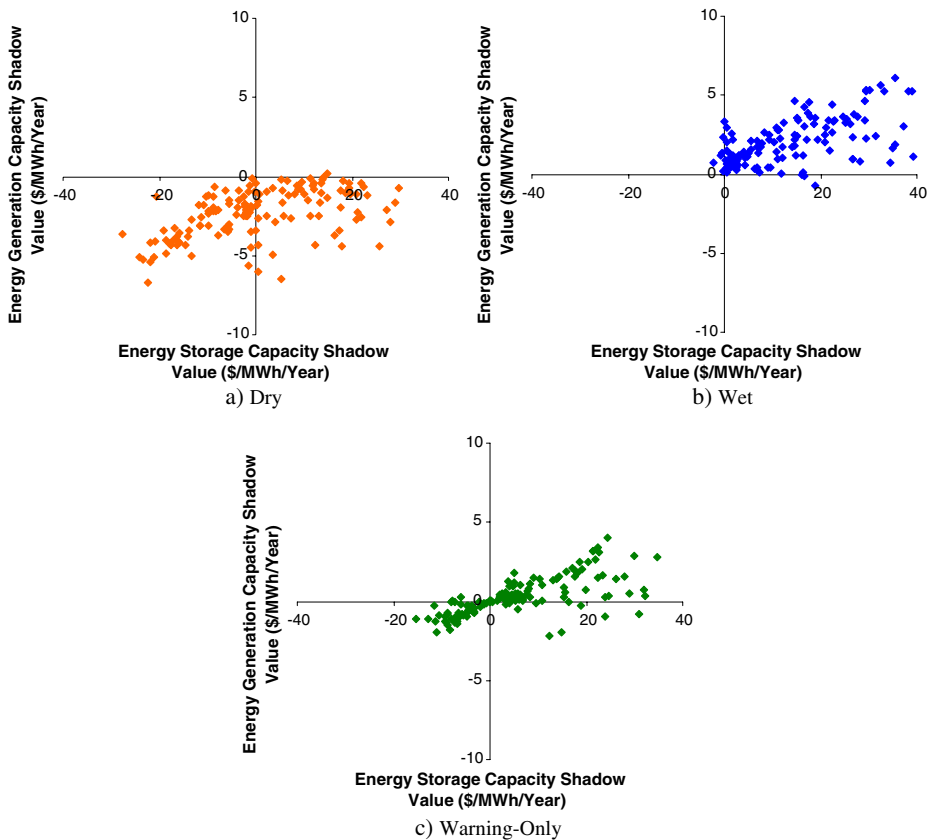 Energy Generation Capacity Shadow
Value ($/MWh/Year)
10
5
0
-40
-20
0
20
40
-5
-10
Energy Storage Capacity Shadow
Value ($/MWh/Year)
a) Dry
Energy Generation Capacity Shadow
Value ($/MWh/Year)
10
5
0
-40
-20
0
10
20
30
40
-5
-10
Energy Storage Capacity Shadow
Value ($/MWh/Year)
b) Wet
Energy Generation Capacity Shadow
Value ($/MWh/Year)
10
5
0
-40
-20
0
20
40
-5
-10
Energy Storage Capacity Shadow
Value ($/MWh/Year)
c) Warning-Only